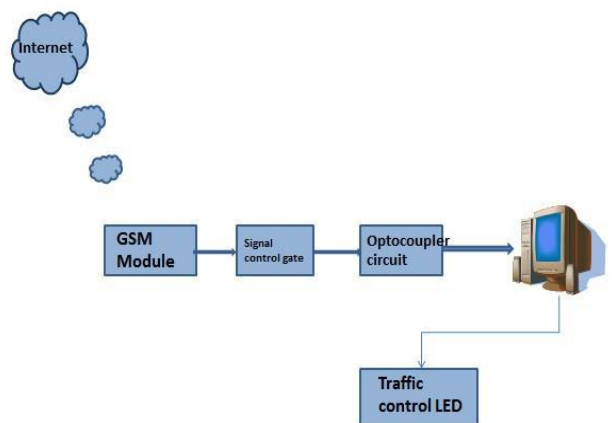 Internet
GSM
Module
Signal
control gate
Optocoupler
circuit
Traffic
control LED